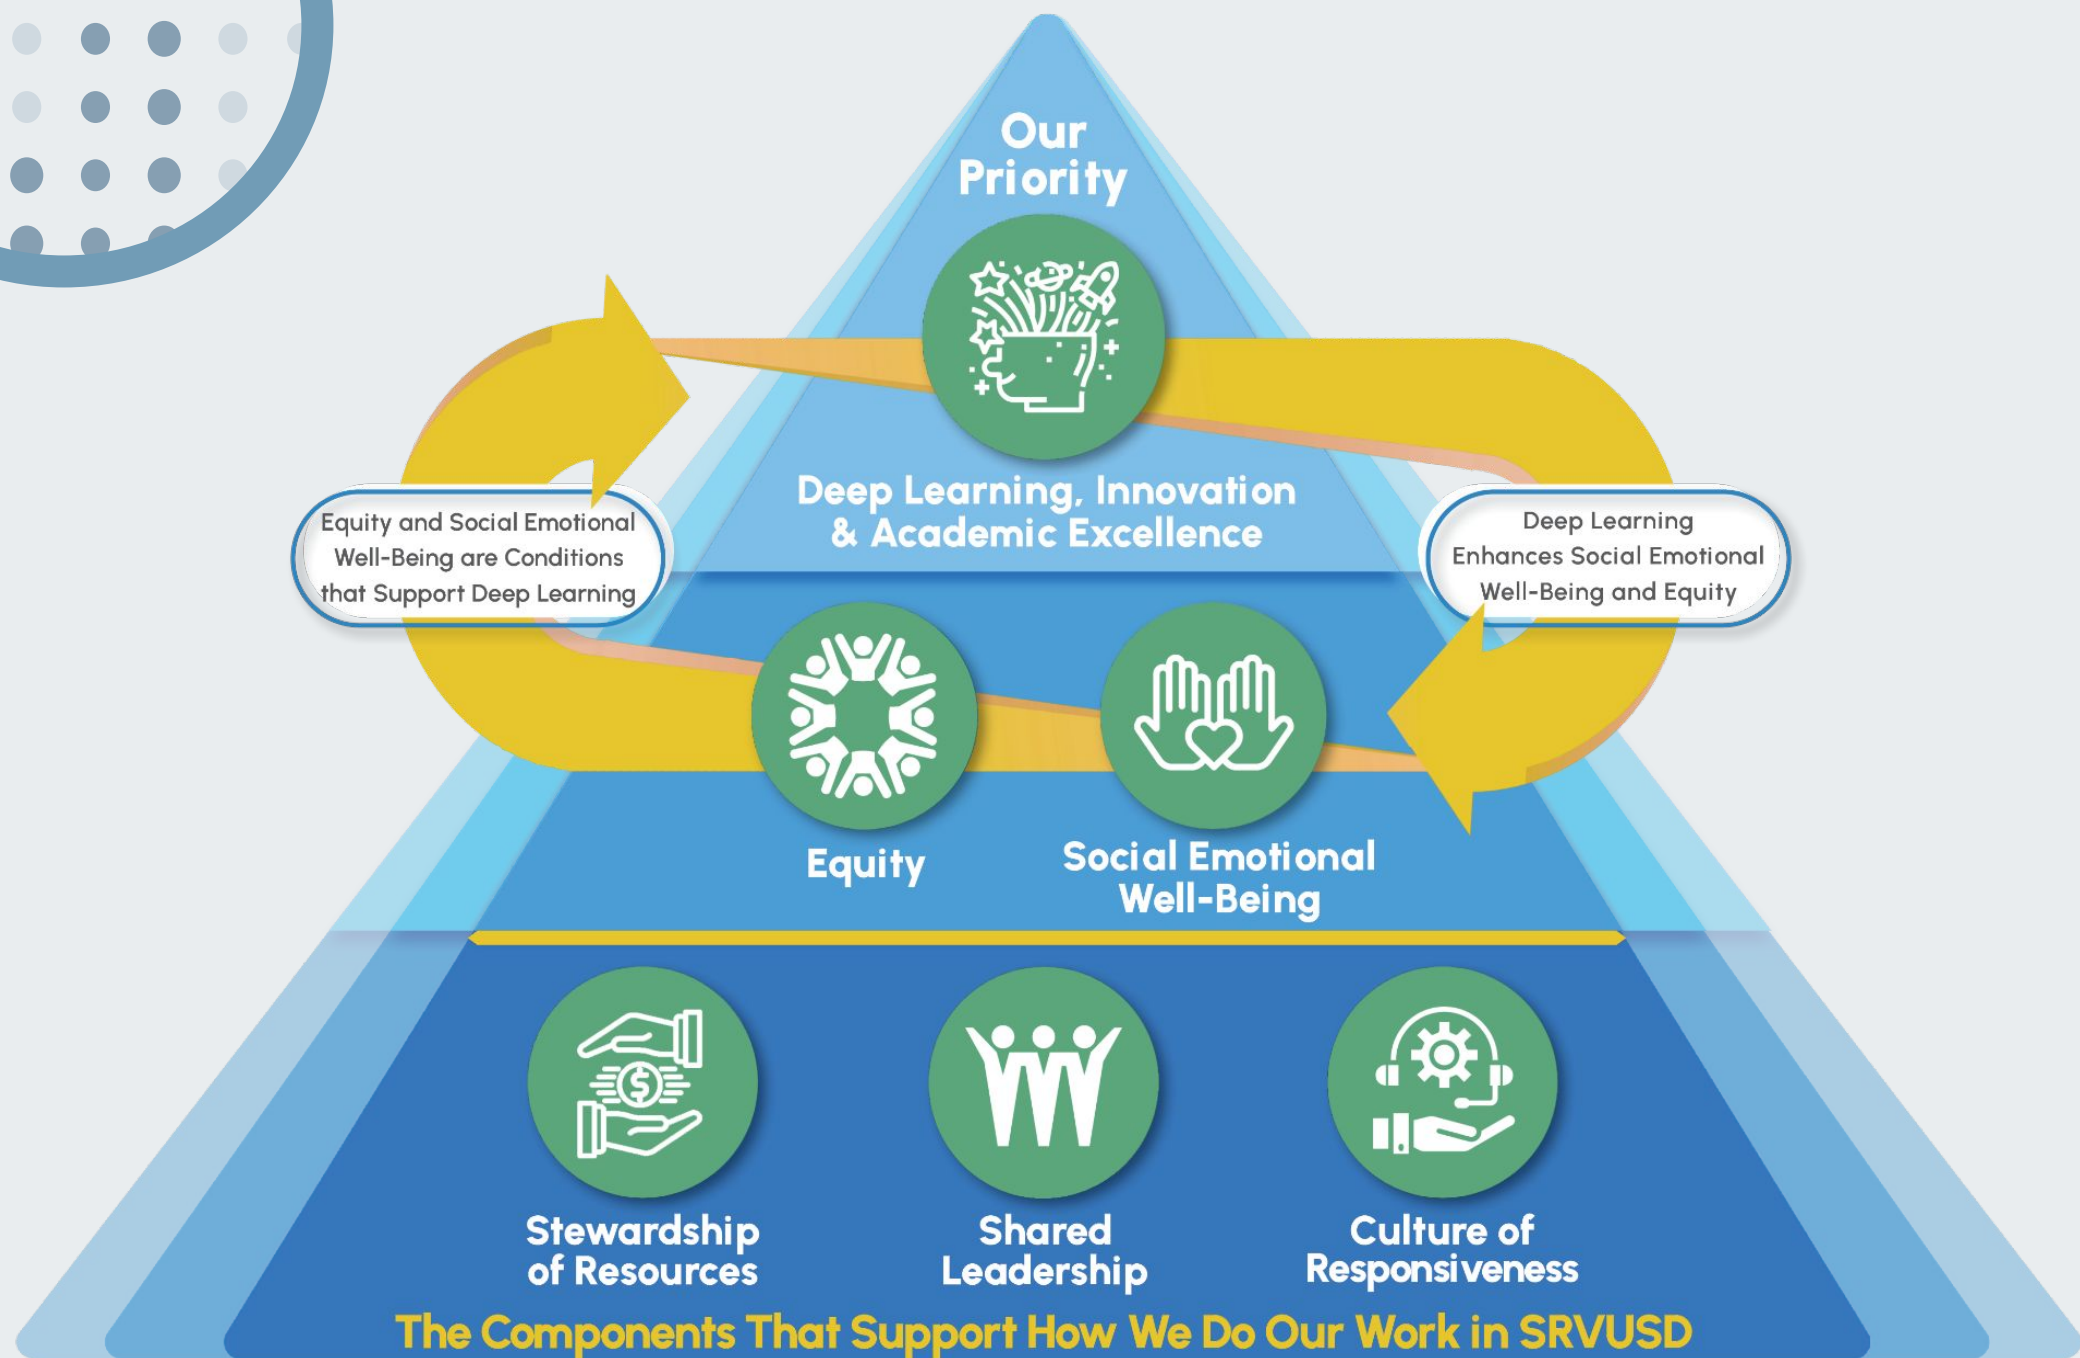 Our
Priority
Deep Learning, Innovation
& Academic Excellence
Equity and Social Emotional
Well-Being are Conditions
that Support Deep Learning
Deep Learning
Enhances Social Emotional
Well-Being and Equity
Equity
Social Emotional
Well-Being
Stewardship
of Resources
Shared
Leadership
Culture of
Responsiveness
The Components That Support How We Do Our Work in SRVUSD